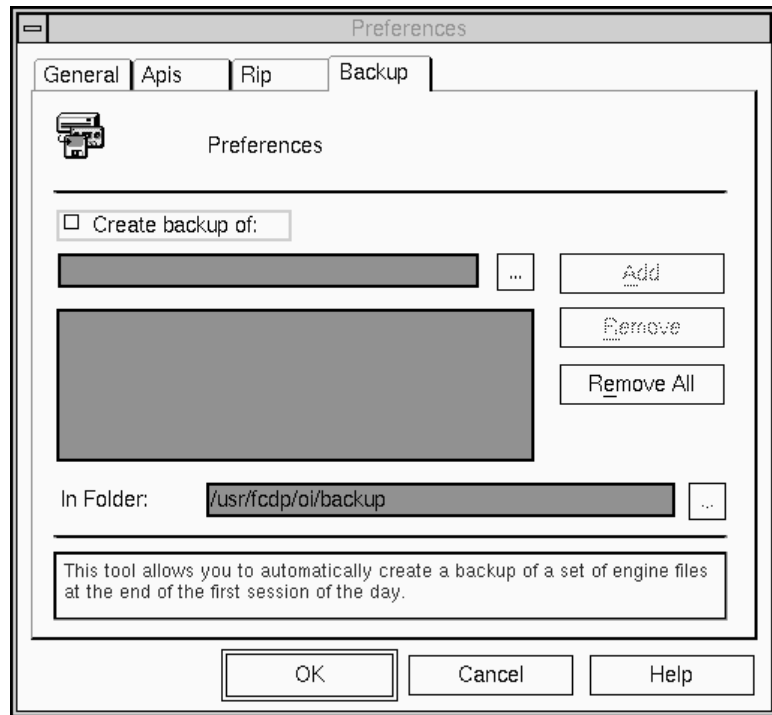 Preferences
General Apis Rip Backup
Preferences
Create backup of:
... Add
Remove
Remove All
In Folder: /usr/fcdp/oi/backup ...
This tool allows you to automatically create a backup of a set of engine files
at the end of the first session of the day.
OK Cancel Help